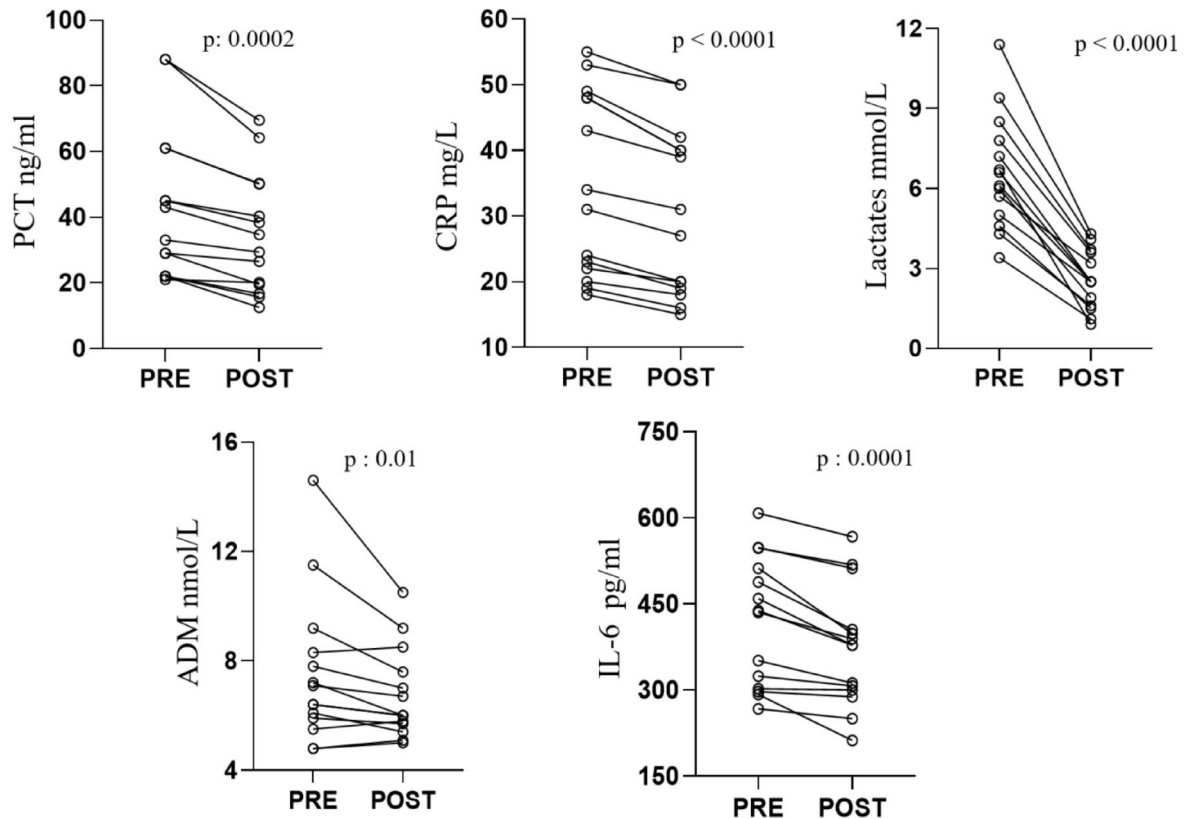 PCT ng/ml
100
80
60
40
20
0
p: 0.0002
PRE POST
CRP mg/L
60
50
40
30
20
10
p < 0.0001
PRE POST
Lactates mmol/L
12
9
6
3
0
p < 0.0001
PRE POST
ADM nmol/L
16
12
8
4
p : 0.01
PRE POST
IL-6 pg/ml
750
600
450
300
150
p : 0.0001
PRE POST